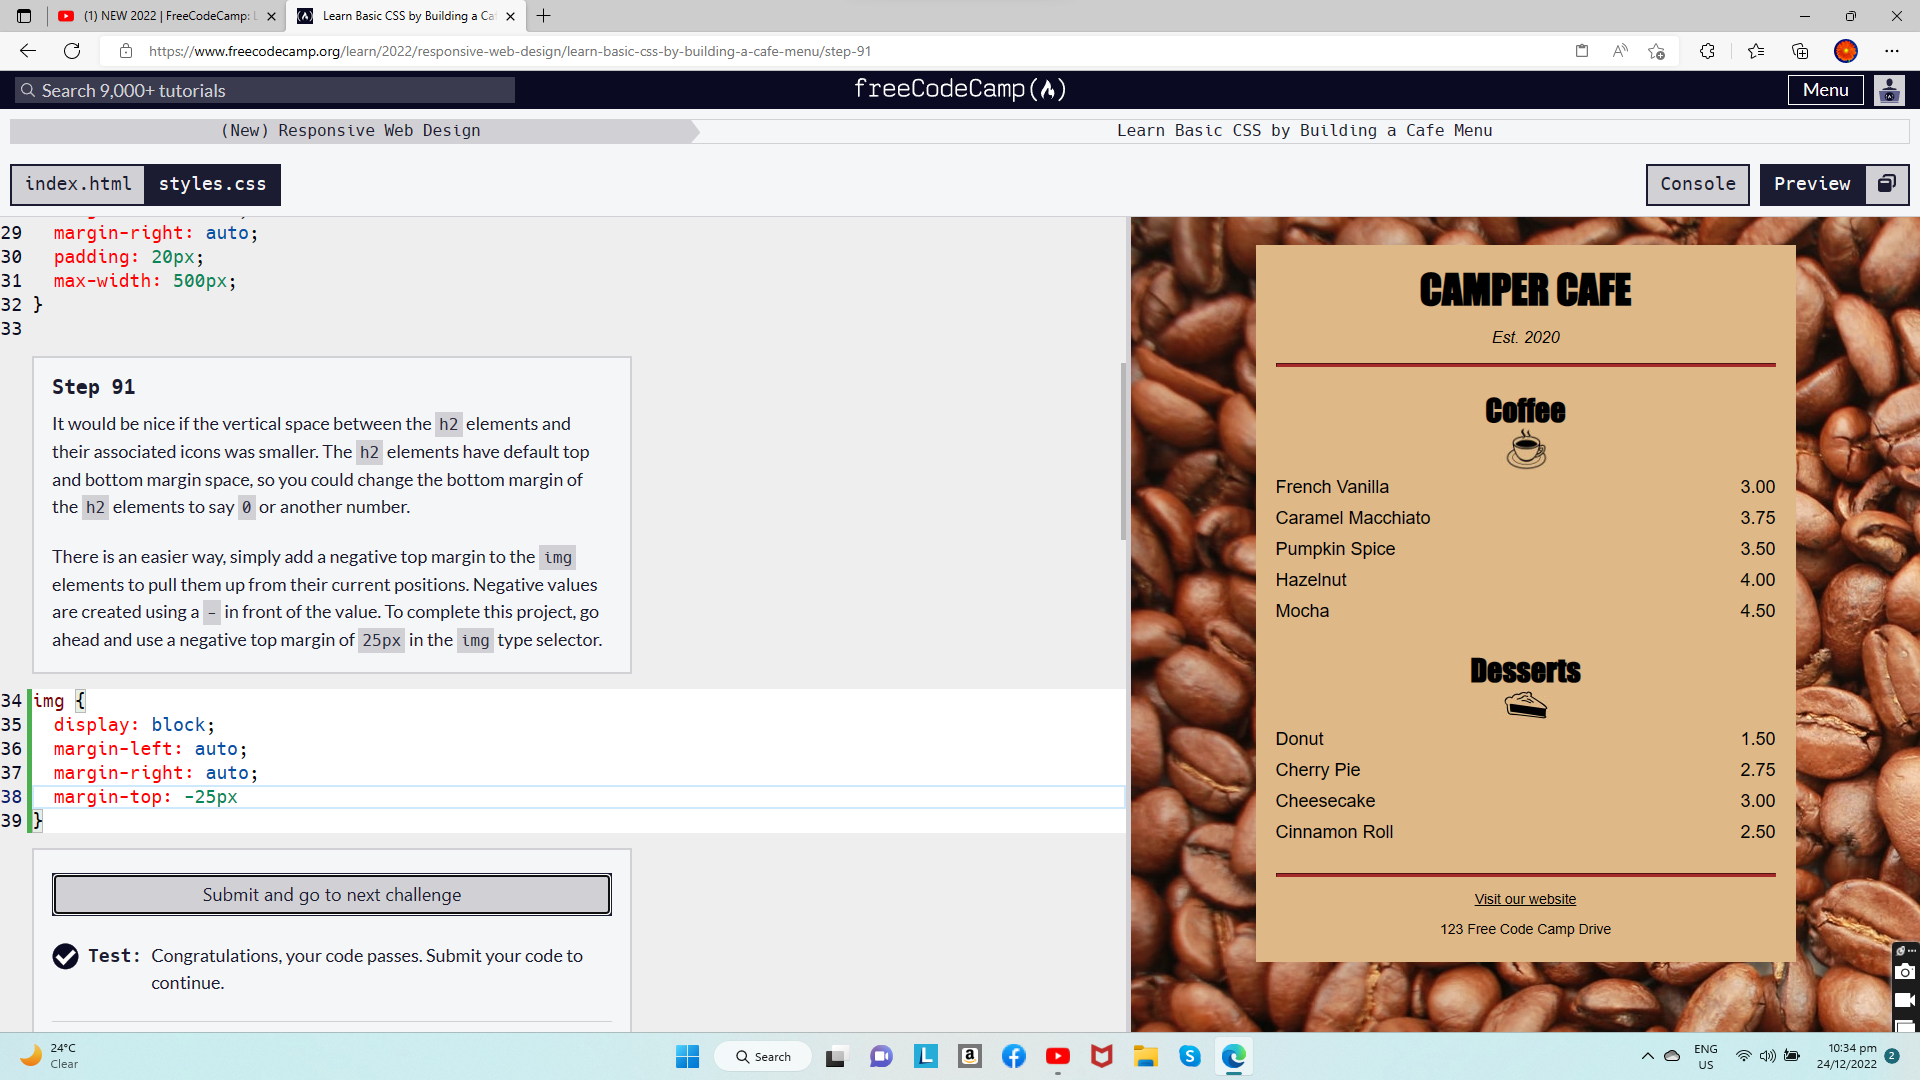 (1) NEW 2022 | FreeCodeCamp:
Learn Basic CSS by Building a Caf
https://www.freecodecamp.org/learn/2022/responsive-web-design/learn-basic-css-by-building-a-cafe-menu/step-91
Search 9,000+ tutorials
freeCodeCamp
Menu
(New) Responsive Web Design
Learn Basic CSS by Building a Cafe Menu
index.html
styles.css
Console
Preview
29 margin-right: auto;
30 padding: 20px;
31 max-width: 500px;
32 }
33
Step 91
It would be nice if the vertical space between the h2 elements and
their associated icons was smaller. The h2 elements have default top
and bottom margin space, so you could change the bottom margin of
the h2 elements to say 0 or another number.
There is an easier way, simply add a negative top margin to the img
elements to pull them up from their current positions. Negative values
are created using a - in front of the value. To complete this project, go
ahead and use a negative top margin of 25px in the img type selector.
34 img {
35 display: block;
36 margin-left: auto;
37 margin-right: auto;
38 margin-top: -25px
39 }
Submit and go to next challenge
Test: Congratulations, your code passes. Submit your code to
continue.
CAMPER CAFE
Est. 2020
Coffee
French Vanilla 3.00
Caramel Macchiato 3.75
Pumpkin Spice 3.50
Hazelnut 4.00
Mocha 4.50
Desserts
Donut 1.50
Cherry Pie 2.75
Cheesecake 3.00
Cinnamon Roll 2.50
Visit our website
123 Free Code Camp Drive
24°C
Clear
Search
ENG
US
10:34 pm
24/12/2022
2